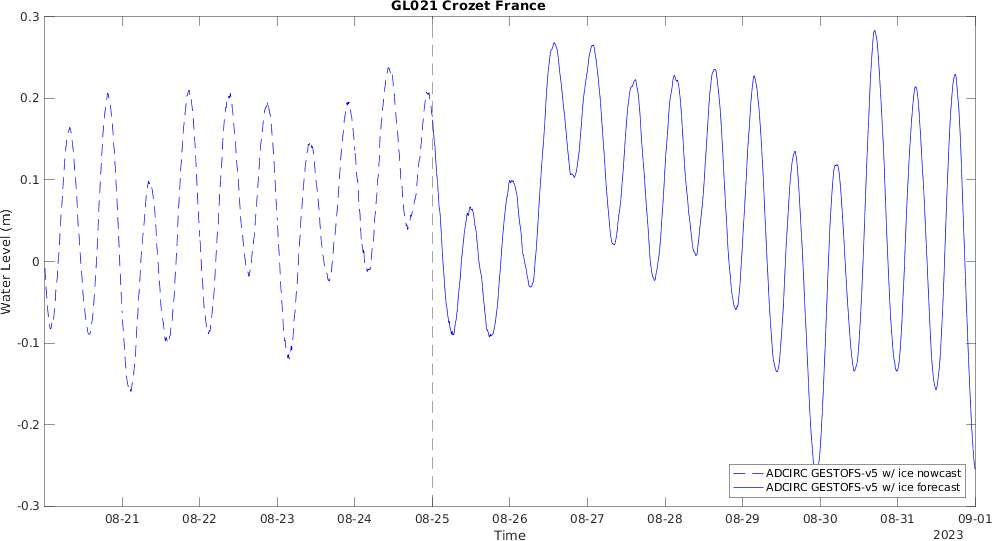 GL021 Crozet France
0.3
0.2
0.1
0
-0.1
-0.2
-0.3
Water Level (m)
ADCIRC GESTOFS-v5 w/ ice nowcast
ADCIRC GESTOFS-v5 w/ ice forecast
08-21 08-22 08-23 08-24 08-25 08-26 08-27 08-28 08-29 08-30 08-31 09-01
Time
2023